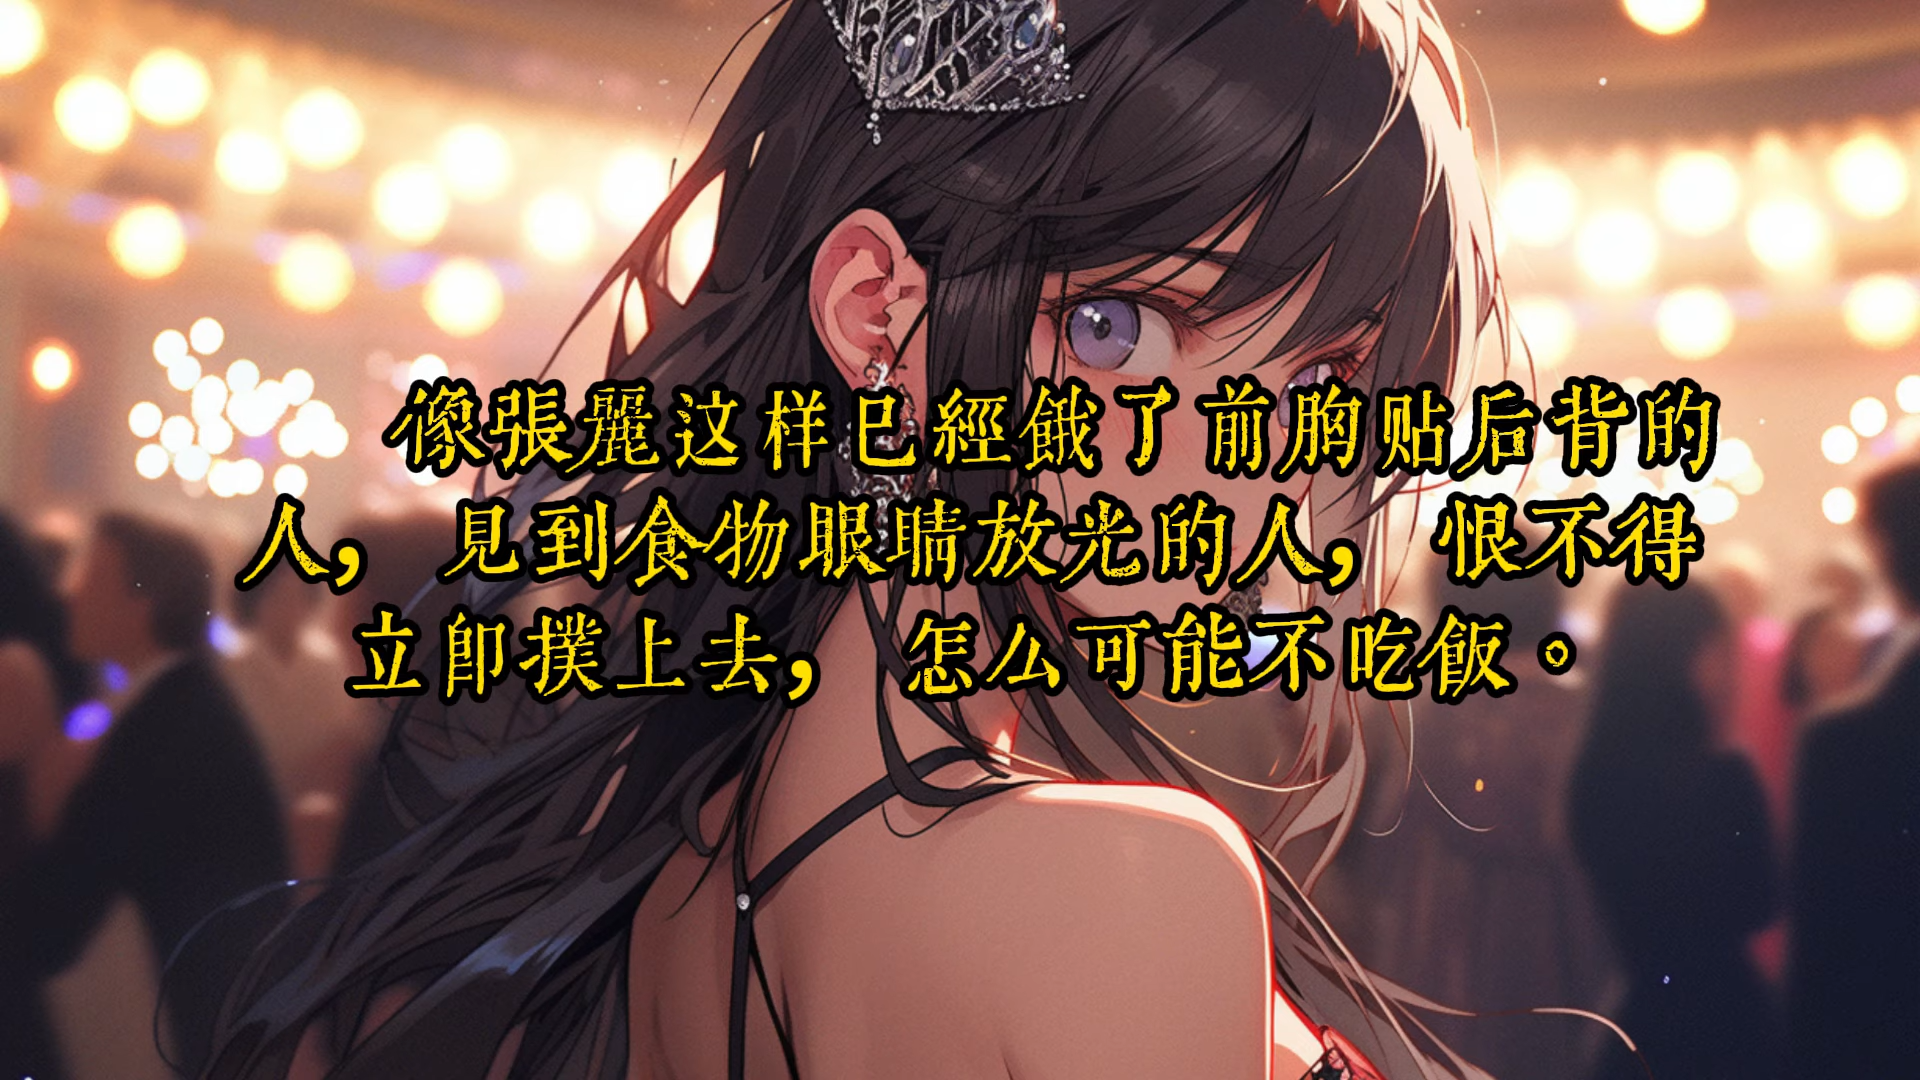 像張麗这样已經餓了前胸贴后背的
人，見到食物眼睛放光的人，恨不得
立即撲上去，怎么可能不吃飯。